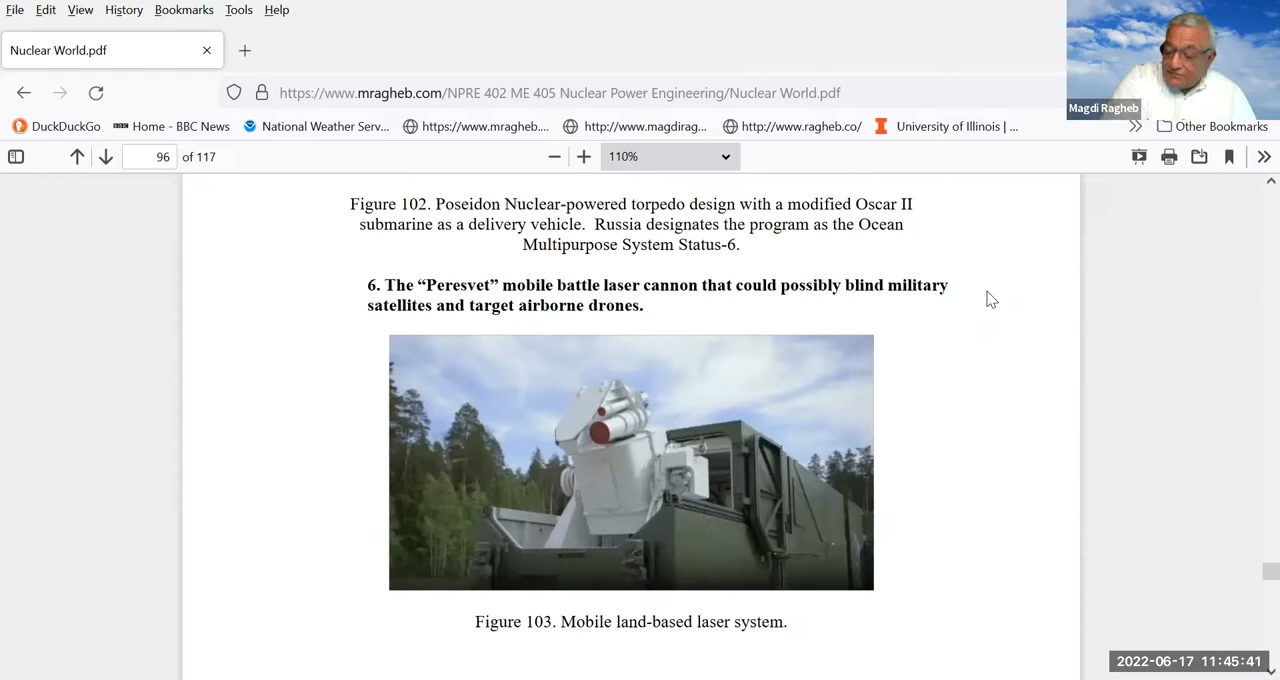 File Edit View History Bookmarks Tools Help
Nuclear World.pdf
https://www.mragheb.com/NPRE 402 ME 405 Nuclear Power Engineering/Nuclear World.pdf
Magdi Ragheb
DuckDuckGo BBC Home - BBC News National Weather Serv... https://www.mragheb.... http://www.magdirag... http://www.ragheb.co/ I University of Illinois | ... Other Bookmarks
96 of 117 110%
Figure 102. Poseidon Nuclear-powered torpedo design with a modified Oscar II
submarine as a delivery vehicle. Russia designates the program as the Ocean
Multipurpose System Status-6.
6. The “Peresvet” mobile battle laser cannon that could possibly blind military
satellites and target airborne drones.
Figure 103. Mobile land-based laser system.
2022-06-17 11:45:41